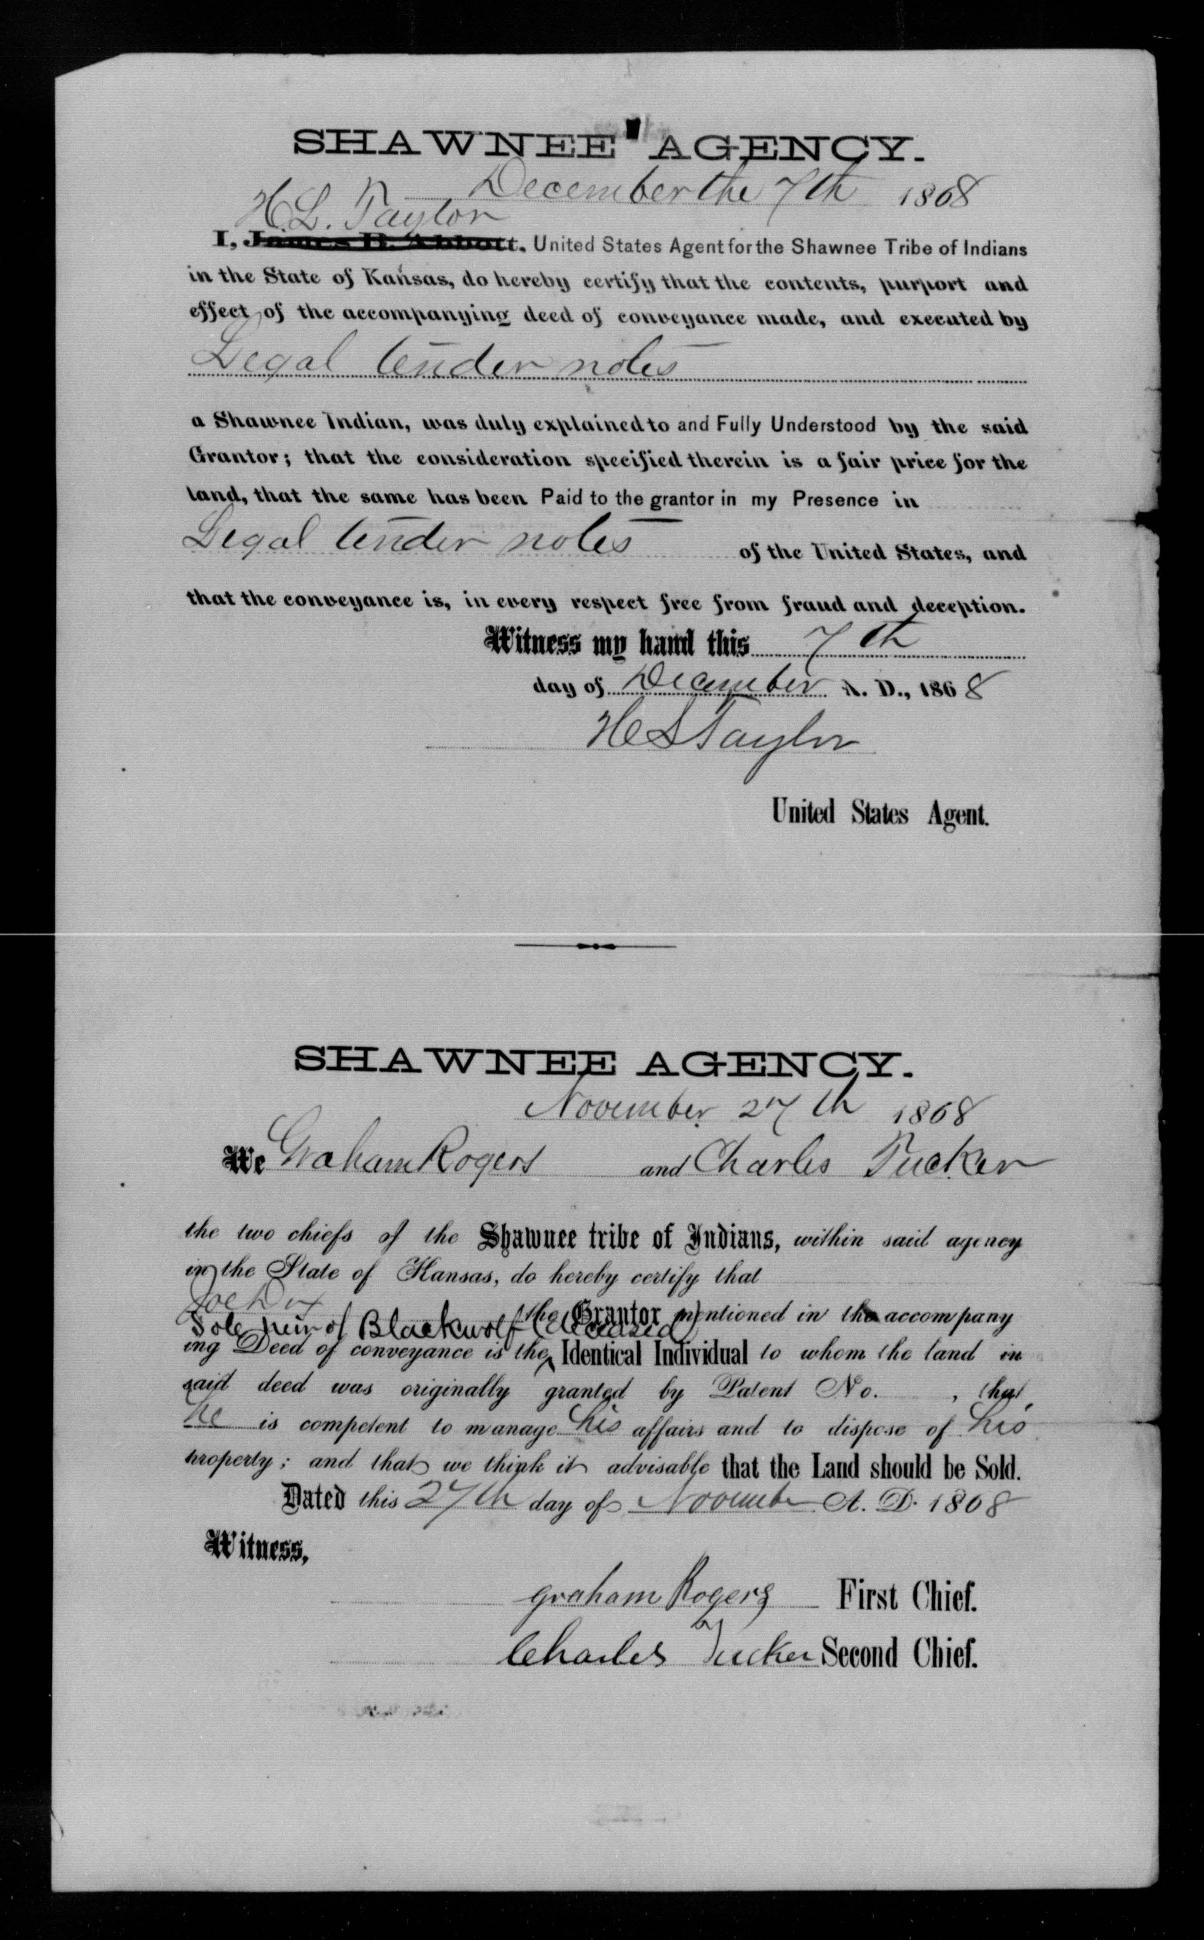 SHAWNEE AGENCY.
December the 7th 1868
H. L. Taylor
I, James B. Abbott. United States Agent for the Shawnee Tribe of Indians
in the State of Kansas, do hereby certify that the contents, purport and
effect of the accompanying deed of conveyance made, and executed by
Legal tender notes
a Shawnee Indian, was duly explained to and Fully Understood by the said
Grantor; that the consideration specified therein is a fair price for the
land, that the same has been Paid to the grantor in my Presence in
Legal tender notes of the United States, and
that the conveyance is, in every respect free from fraud and deception.
Witness my hand this 7th
day of December A. D., 1868
H L Taylor
United States Agent.
SHAWNEE AGENCY.
November 27th 1868
We Graham Rogers and Charles Tucker
the two chiefs of the Shawnee tribe of Indians, within said agency
in the State of Kansas, do hereby certify that
Joe Dix the Grantor mentioned in the accompany
Sole heir of Blackwolf (deceased)
ing Deed of conveyance is the Identical Individual to whom the land in
said deed was originally granted by Patent No. , that
he is competent to manage his affairs and to dispose of his
property; and that we think it advisable that the Land should be Sold.
Dated this 27th day of November A. D. 1868
Witness,
graham Rogers First Chief.
Charles Tucker Second Chief.